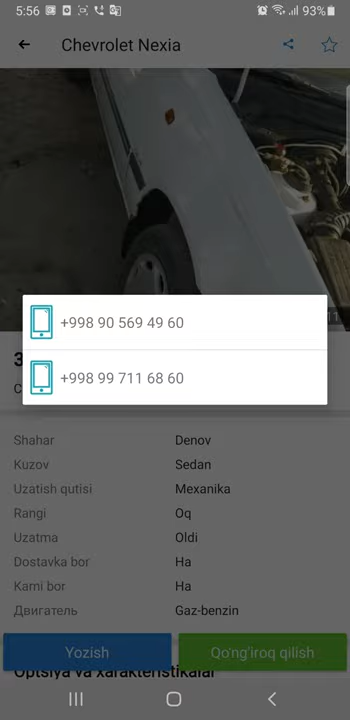 5:56
93%
Chevrolet Nexia
11
+998 90 569 49 60
3
+998 99 711 68 60
C
Shahar Denov
Kuzov Sedan
Uzatish qutisi Mexanika
Rangi Oq
Uzatma Oldi
Dostavka bor Ha
Kami bor Ha
Двигатель Gaz-benzin
Yozish Qo'ng'iroq qilish
Optsiya va xarakteristikalar